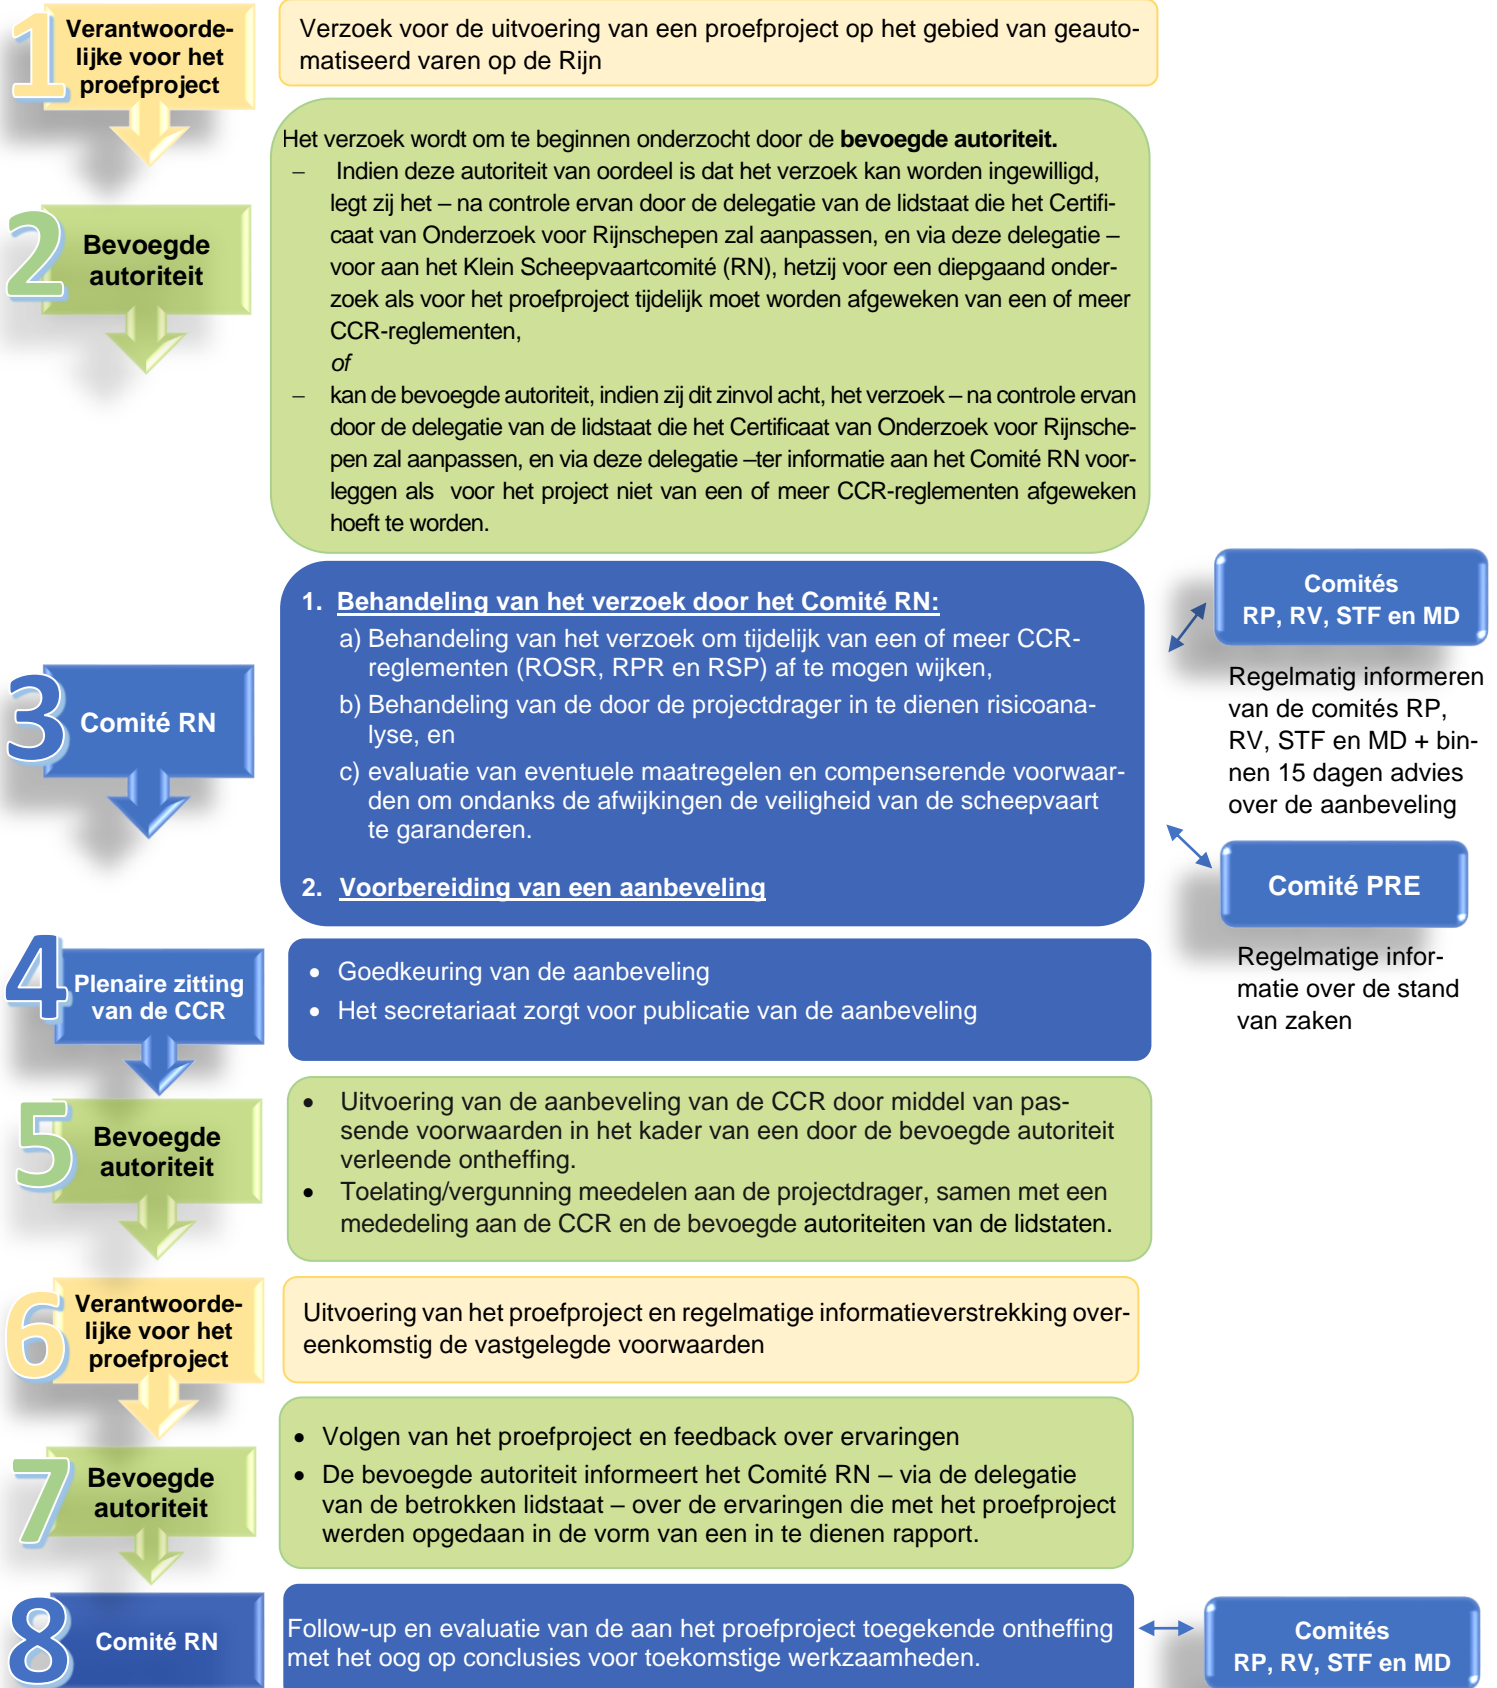 1
Verantwoorde-
lijke voor het
proefproject
Verzoek voor de uitvoering van een proefproject op het gebied van geauto-
matiseerd varen op de Rijn
2
Bevoegde
autoriteit
Het verzoek wordt om te beginnen onderzocht door de bevoegde autoriteit.
– Indien deze autoriteit van oordeel is dat het verzoek kan worden ingewilligd,
legt zij het – na controle ervan door de delegatie van de lidstaat die het Certifi-
caat van Onderzoek voor Rijnschepen zal aanpassen, en via deze delegatie –
voor aan het Klein Scheepvaartcomité (RN), hetzij voor een diepgaand onder-
zoek als voor het proefproject tijdelijk moet worden afgeweken van een of meer
CCR-reglementen,
of
– kan de bevoegde autoriteit, indien zij dit zinvol acht, het verzoek – na controle ervan
door de delegatie van de lidstaat die het Certificaat van Onderzoek voor Rijnsche-
pen zal aanpassen, en via deze delegatie –ter informatie aan het Comité RN voor-
leggen als voor het project niet van een of meer CCR-reglementen afgeweken
hoeft te worden.
3
Comité RN
1. Behandeling van het verzoek door het Comité RN:
a) Behandeling van het verzoek om tijdelijk van een of meer CCR-
reglementen (ROSR, RPR en RSP) af te mogen wijken,
b) Behandeling van de door de projectdrager in te dienen risicoana-
lyse, en
c) evaluatie van eventuele maatregelen en compenserende voorwaar-
den om ondanks de afwijkingen de veiligheid van de scheepvaart
te garanderen.
2. Voorbereiding van een aanbeveling
Comités
RP, RV, STF en MD
Regelmatig informeren
van de comités RP,
RV, STF en MD + bin-
nen 15 dagen advies
over de aanbeveling
Comité PRE
Regelmatige infor-
matie over de stand
van zaken
4
Plenaire zitting
van de CCR
• Goedkeuring van de aanbeveling
• Het secretariaat zorgt voor publicatie van de aanbeveling
5
Bevoegde
autoriteit
• Uitvoering van de aanbeveling van de CCR door middel van pas-
sende voorwaarden in het kader van een door de bevoegde autoriteit
verleende ontheffing.
• Toelating/vergunning meedelen aan de projectdrager, samen met een
mededeling aan de CCR en de bevoegde autoriteiten van de lidstaten.
6
Verantwoorde-
lijke voor het
proefproject
Uitvoering van het proefproject en regelmatige informatieverstrekking over-
eenkomstig de vastgelegde voorwaarden
7
Bevoegde
autoriteit
• Volgen van het proefproject en feedback over ervaringen
• De bevoegde autoriteit informeert het Comité RN – via de delegatie
van de betrokken lidstaat – over de ervaringen die met het proefproject
werden opgedaan in de vorm van een in te dienen rapport.
8
Comité RN
Follow-up en evaluatie van de aan het proefproject toegekende ontheffing
met het oog op conclusies voor toekomstige werkzaamheden.
Comités
RP, RV, STF en MD